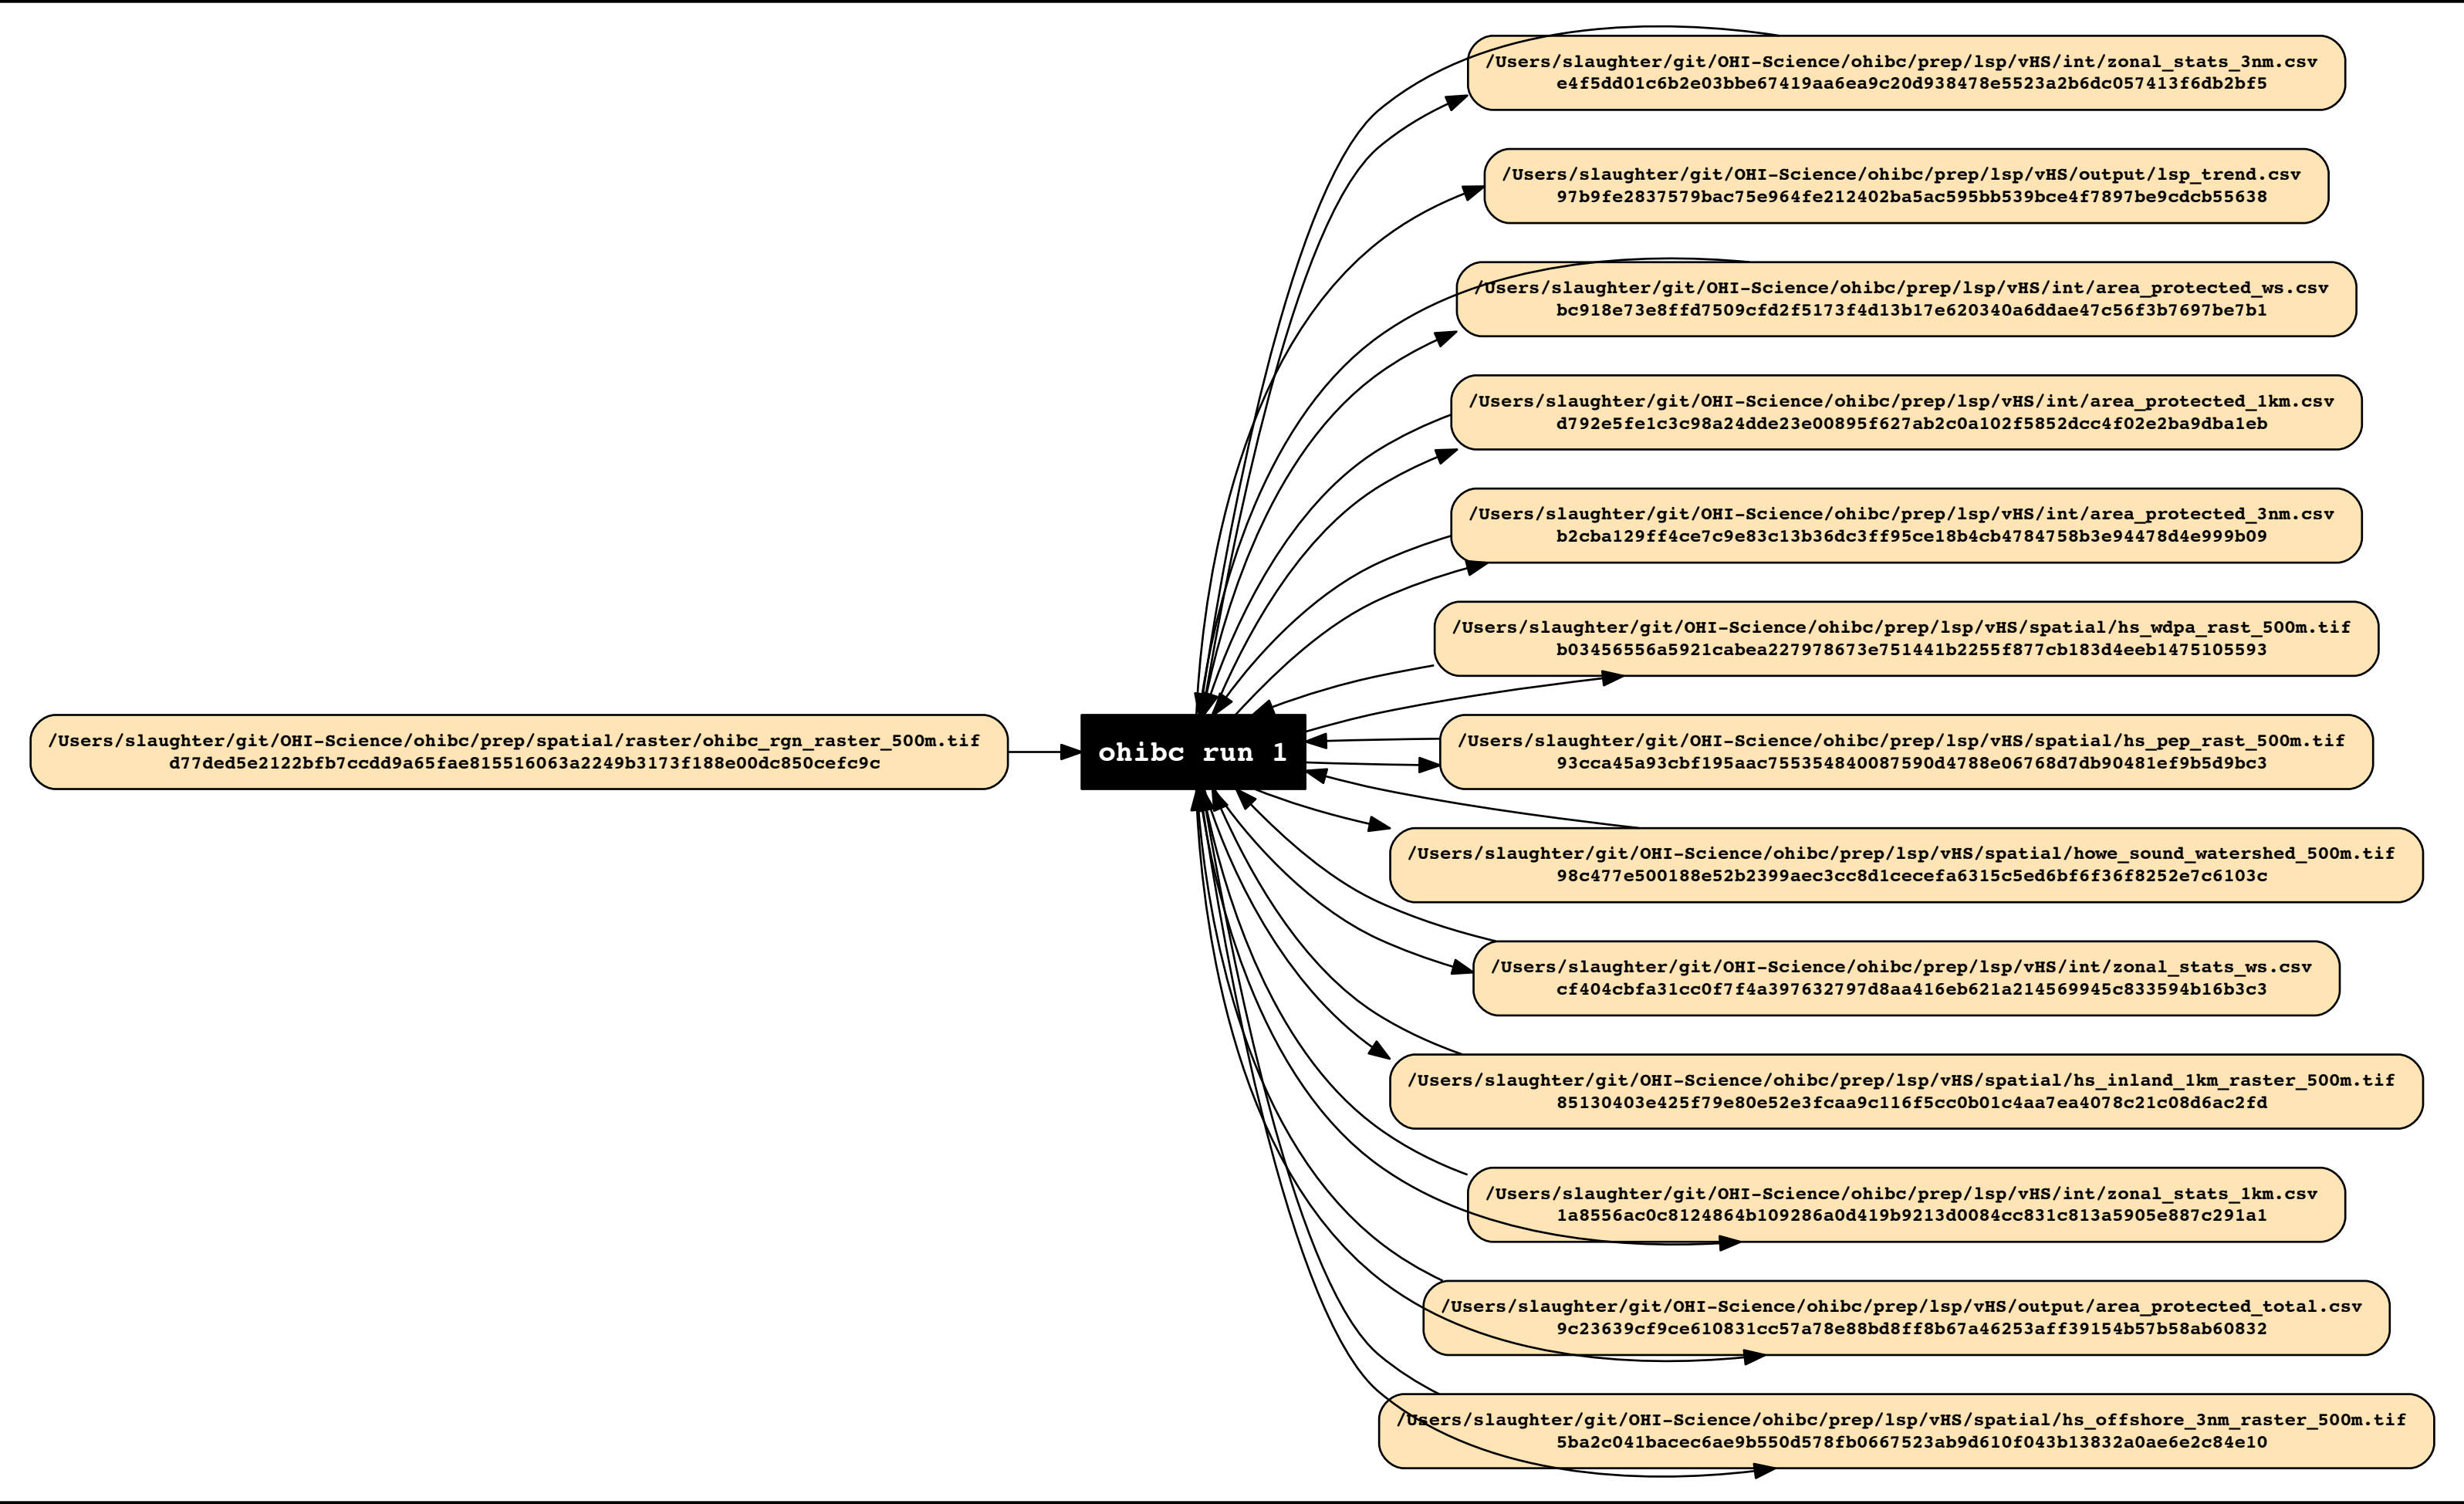 /Users/slaughter/git/OHI-Science/ohibc/prep/lsp/vHS/int/zonal_stats_3nm.csv
e4f5dd01c6b2e03bbe67419aa6ea9c20d938478e5523a2b6dc057413f6db2bf5
/Users/slaughter/git/OHI-Science/ohibc/prep/lsp/vHS/output/lsp_trend.csv
97b9fe2837579bac75e964fe212402ba5ac595bb539bce4f7897be9cdcb55638
/Users/slaughter/git/OHI-Science/ohibc/prep/lsp/vHS/int/area_protected_ws.csv
bc918e73e8ffd7509cfd2f5173f4d13b17e620340a6ddae47c56f3b7697be7b1
/Users/slaughter/git/OHI-Science/ohibc/prep/lsp/vHS/int/area_protected_1km.csv
d792e5fe1c3c98a24dde23e00895f627ab2c0a102f5852dcc4f02e2ba9dba1eb
/Users/slaughter/git/OHI-Science/ohibc/prep/lsp/vHS/int/area_protected_3nm.csv
b2cba129ff4ce7c9e83c13b36dc3ff95ce18b4cb4784758b3e94478d4e999b09
/Users/slaughter/git/OHI-Science/ohibc/prep/lsp/vHS/spatial/hs_wdpa_rast_500m.tif
b03456556a5921cabea227978673e751441b2255f877cb183d4eeb1475105593
/Users/slaughter/git/OHI-Science/ohibc/prep/spatial/raster/ohibc_rgn_raster_500m.tif
d77ded5e2122bfb7ccdd9a65fae815516063a2249b3173f188e00dc850cefc9c
ohibc run 1
/Users/slaughter/git/OHI-Science/ohibc/prep/lsp/vHS/spatial/hs_pep_rast_500m.tif
93cca45a93cbf195aac755354840087590d4788e06768d7db90481ef9b5d9bc3
/Users/slaughter/git/OHI-Science/ohibc/prep/lsp/vHS/spatial/howe_sound_watershed_500m.tif
98c477e500188e52b2399aec3cc8d1cecefa6315c5ed6bf6f36f8252e7c6103c
/Users/slaughter/git/OHI-Science/ohibc/prep/lsp/vHS/int/zonal_stats_ws.csv
cf404cbfa31cc0f7f4a397632797d8aa416eb621a214569945c833594b16b3c3
/Users/slaughter/git/OHI-Science/ohibc/prep/lsp/vHS/spatial/hs_inland_1km_raster_500m.tif
85130403e425f79e80e52e3fcaa9c116f5cc0b01c4aa7ea4078c21c08d6ac2fd
/Users/slaughter/git/OHI-Science/ohibc/prep/lsp/vHS/int/zonal_stats_1km.csv
1a8556ac0c8124864b109286a0d419b9213d0084cc831c813a5905e887c291a1
/Users/slaughter/git/OHI-Science/ohibc/prep/lsp/vHS/output/area_protected_total.csv
9c23639cf9ce610831cc57a78e88bd8ff8b67a46253aff39154b57b58ab60832
/Users/slaughter/git/OHI-Science/ohibc/prep/lsp/vHS/spatial/hs_offshore_3nm_raster_500m.tif
5ba2c041bacec6ae9b550d578fb0667523ab9d610f043b13832a0ae6e2c84e10